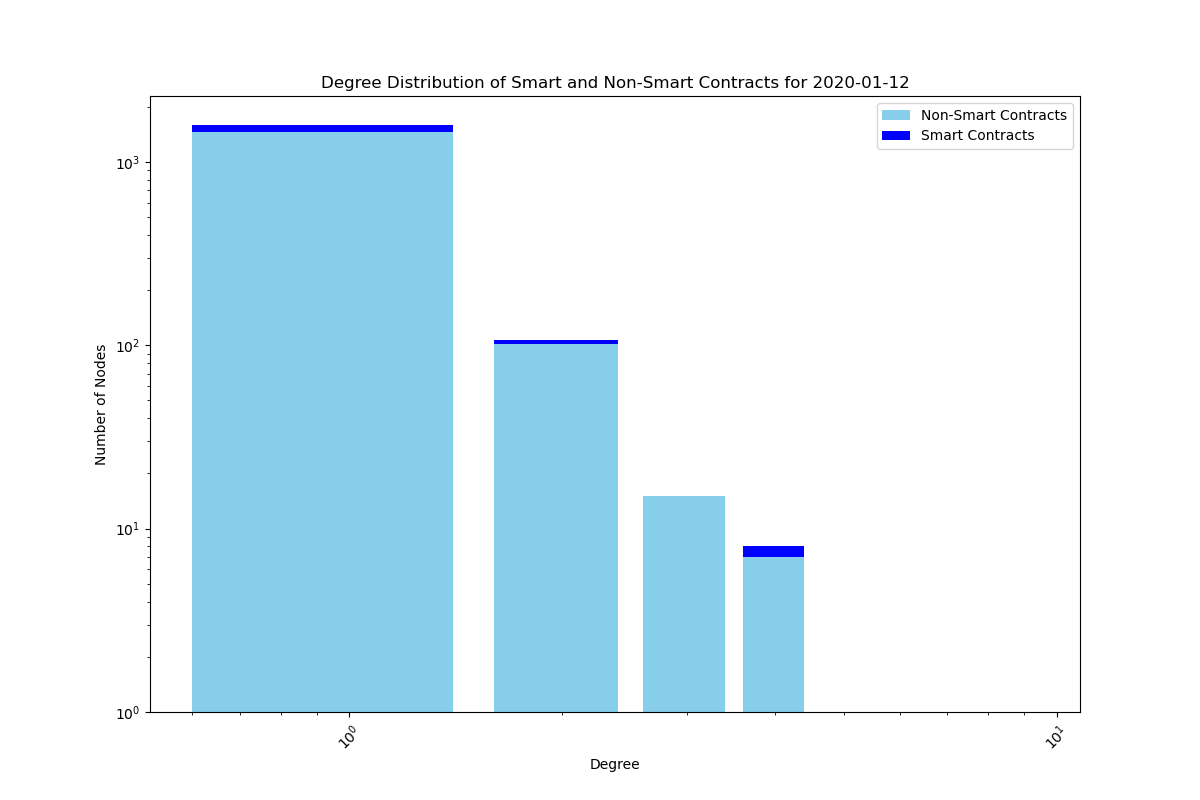 Degree Distribution of Smart and Non-Smart Contracts for 2020-01-12
Non-Smart Contracts
Smart Contracts
Number of Nodes
10³
10²
10¹
10⁰
10⁰
10¹
Degree